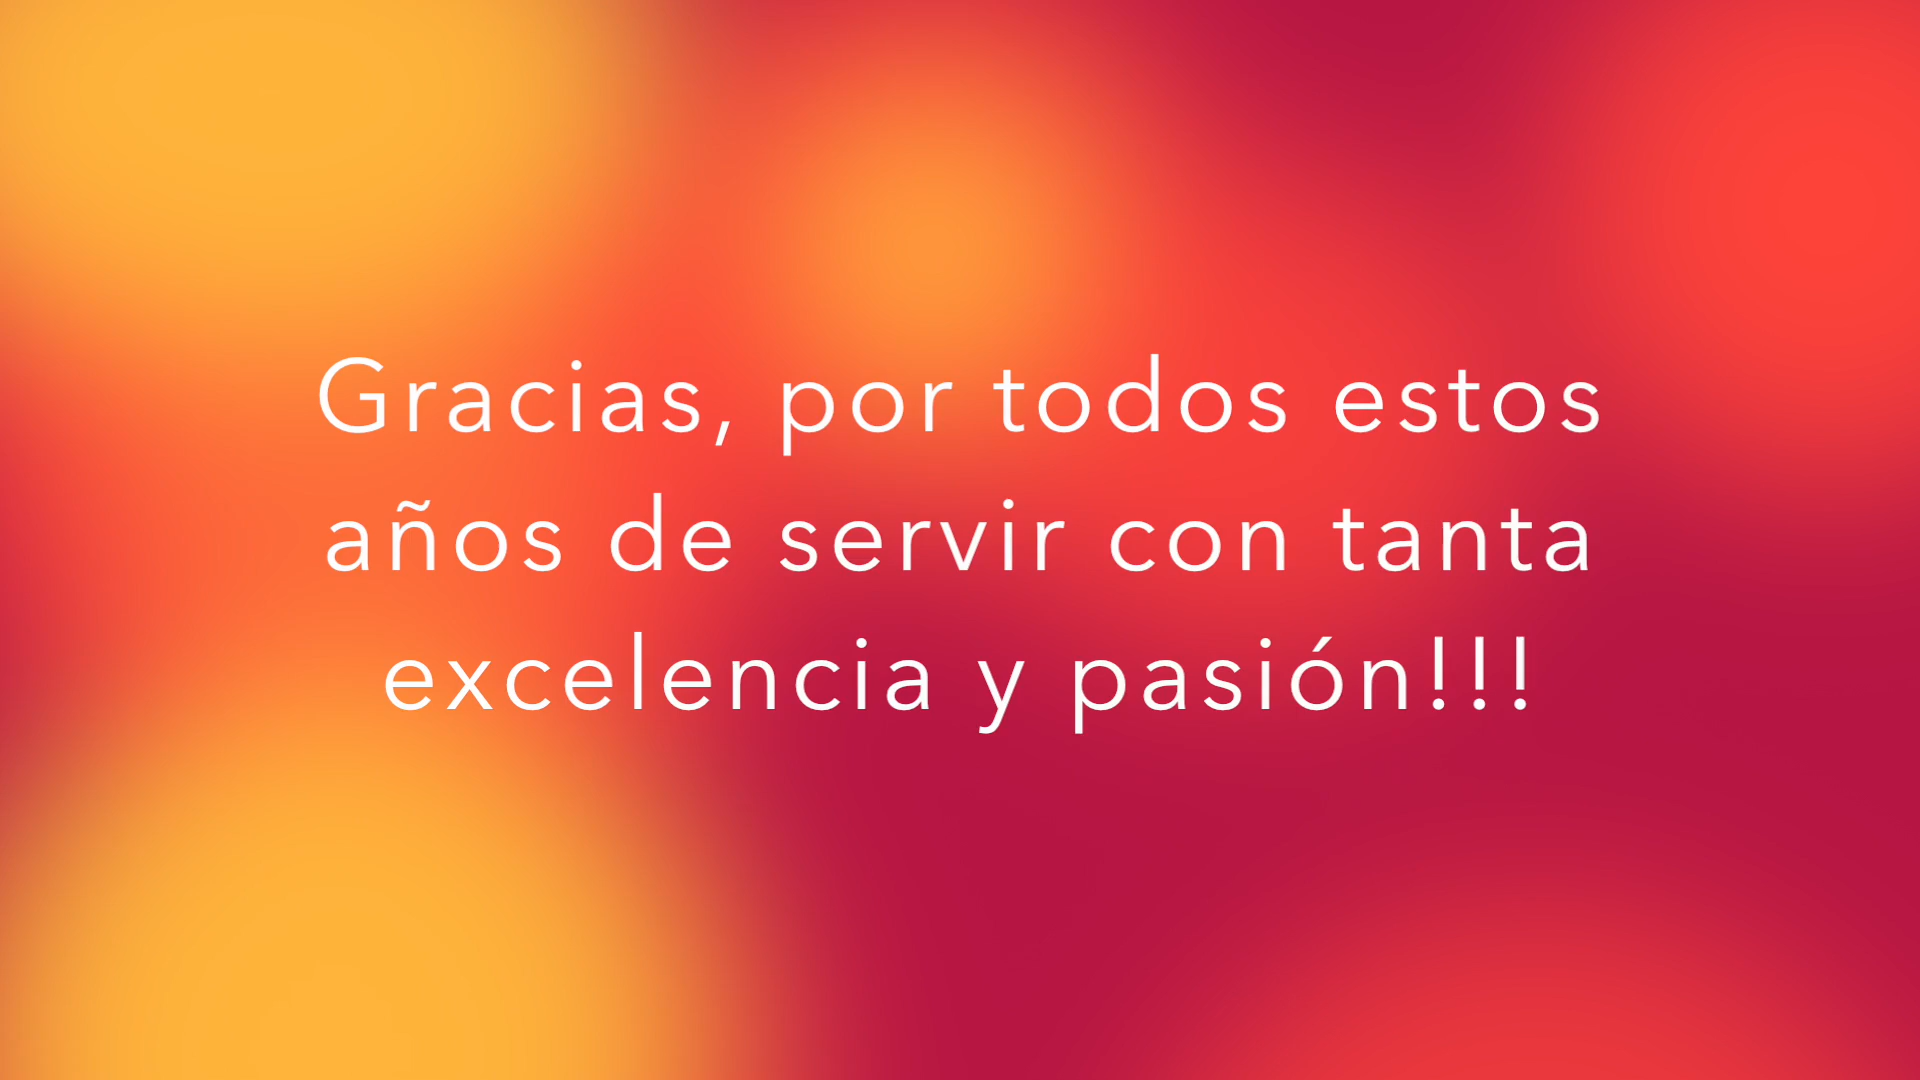 Gracias, por todos estos
años de servir con tanta
excelencia y pasión!!!